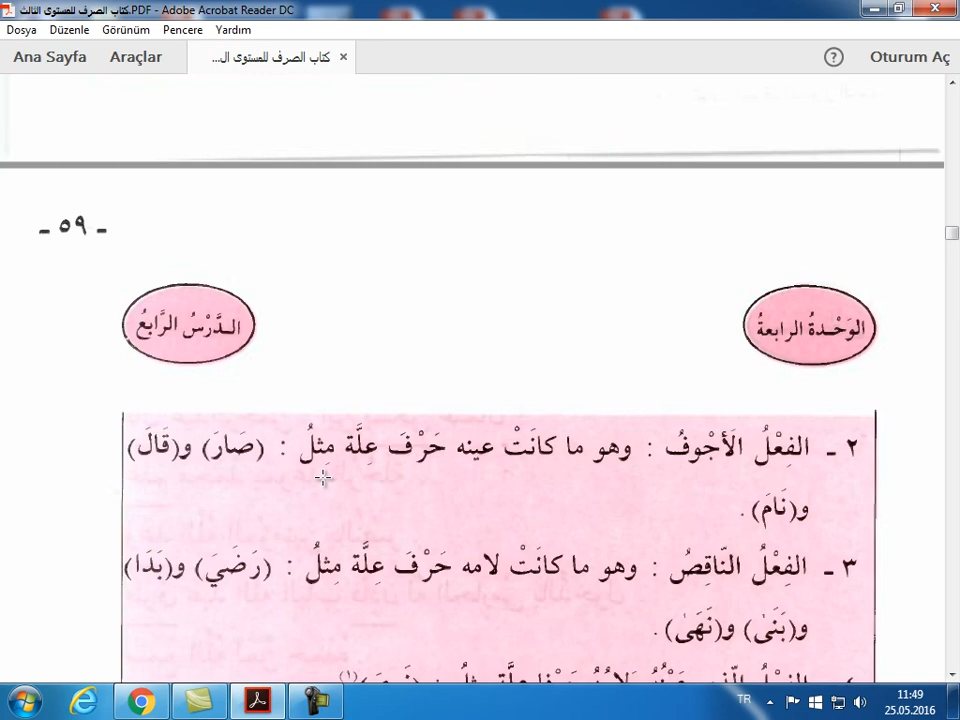 كتاب الصرف للمستوى الثالث.PDF - Adobe Acrobat Reader DC
Dosya Düzenle Görünüm Pencere Yardım
Ana Sayfa Araçlar كتاب الصرف للمستوى ال... × ? Oturum Aç
- ٥٩ -
الوَحْدةُ الرابعةُ
الدَّرْسُ الرَّابعُ
٢ - الفِعْلُ الَأجْوفُ : وهو ما كانَتْ عينه حَرْفَ عِلَّة مِثلُ : (صَارَ) و(قَالَ)
و(نَامَ) .
٣ - الفِعْلُ النّاقِصُ : وهو ما كانَتْ لامه حَرْفَ عِلَّة مِثلُ : (رَضَيَ) و(بَدَا)
و(بَنَىٰ) و(نَهَىٰ) .
TR
11:49
25.05.2016